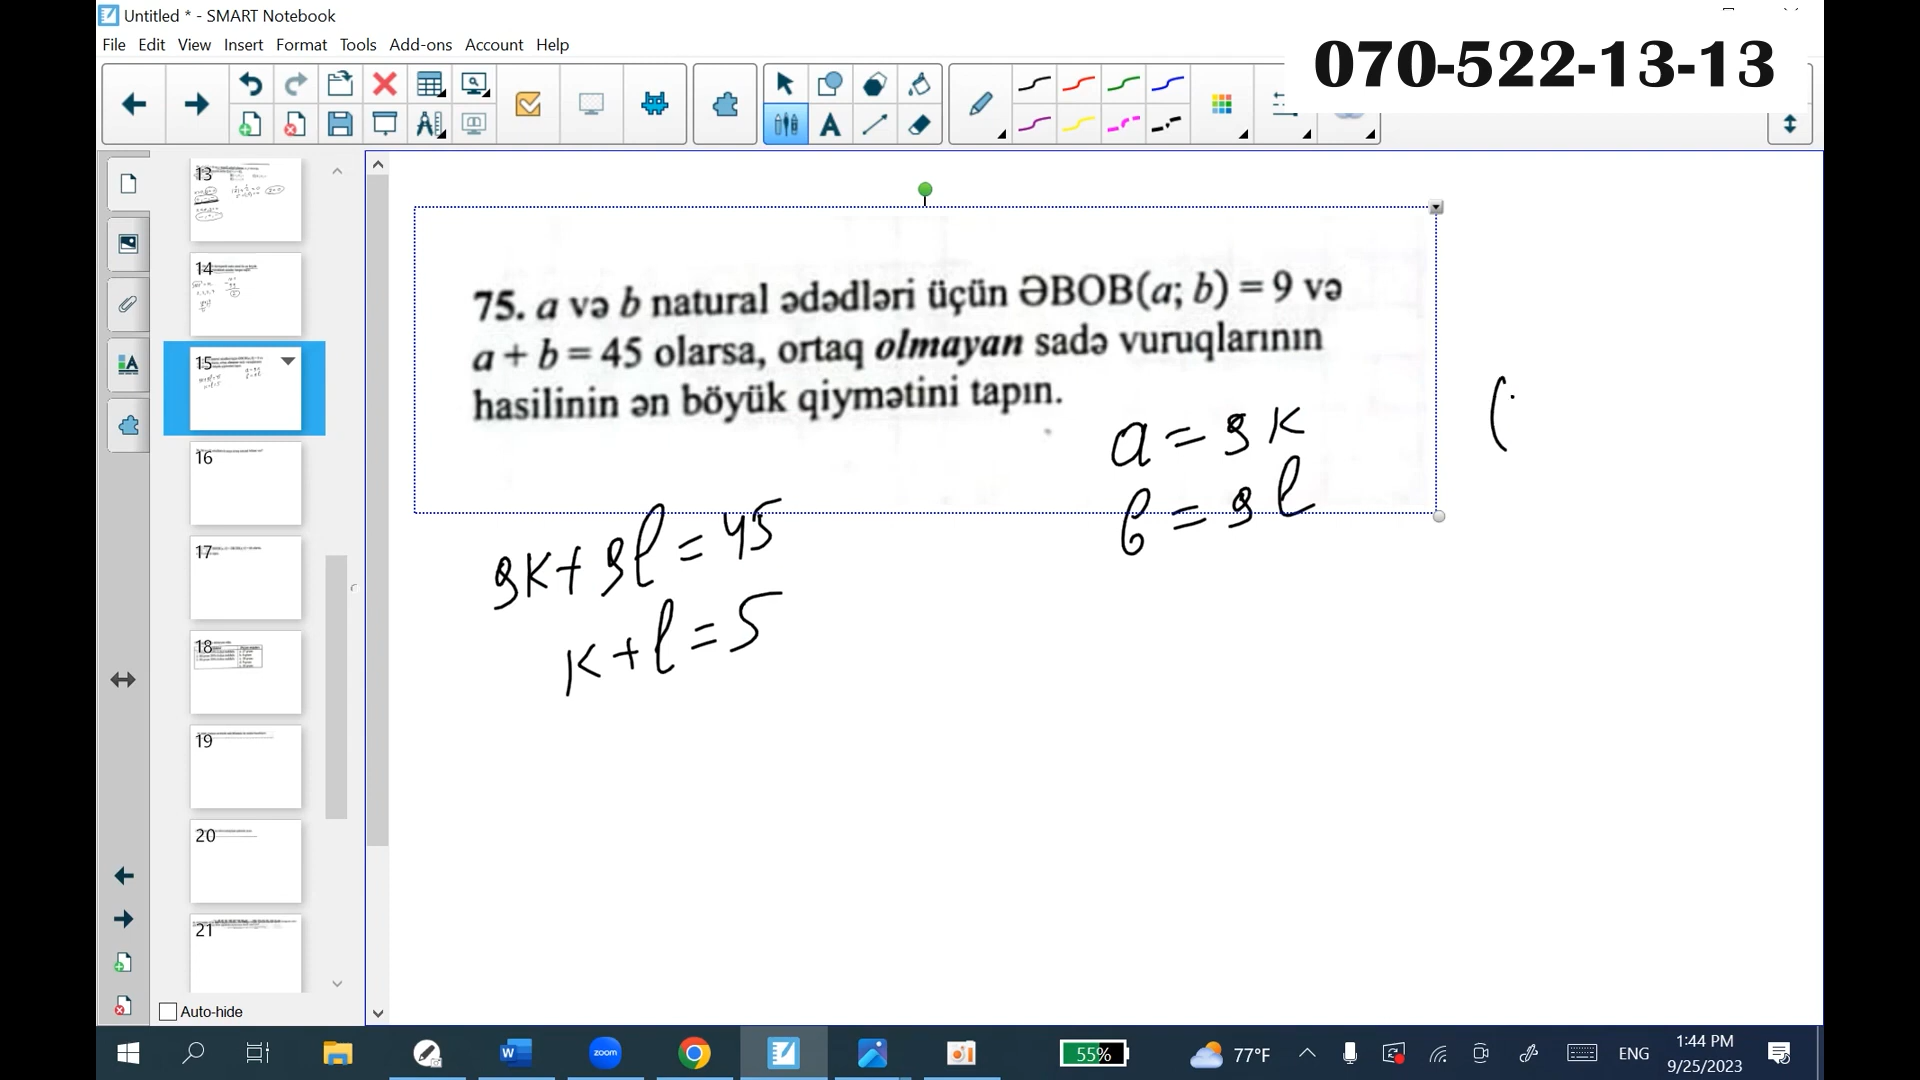 Untitled * - SMART Notebook
File Edit View Insert Format Tools Add-ons Account Help
070-522-13-13
13
14
15
16
17
18
19
20
21
Auto-hide
75. a və b natural ədədləri üçün ƏBOB(a; b) = 9 və
a + b = 45 olarsa, ortaq olmayan sadə vuruqlarının
hasilinin ən böyük qiymətini tapın.
a = 9K
b = 9l
9K + 9l = 45
K + l = 5
(
zoom
55%
77°F
ENG
1:44 PM
9/25/2023